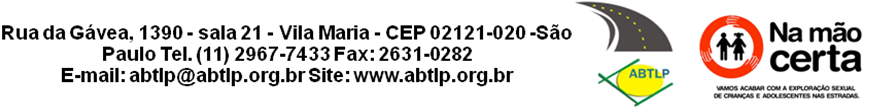 Rua da Gávea, 1390 - sala 21 - Vila Maria - CEP 02121-020 -São
Paulo Tel. (11) 2967-7433 Fax: 2631-0282
E-mail: abtlp@abtlp.org.br Site: www.abtlp.org.br
ABTLP
Na mão
certa
VAMOS ACABAR COM A EXPLORAÇÃO SEXUAL
DE CRIANÇAS E ADOLESCENTES NAS ESTRADAS.